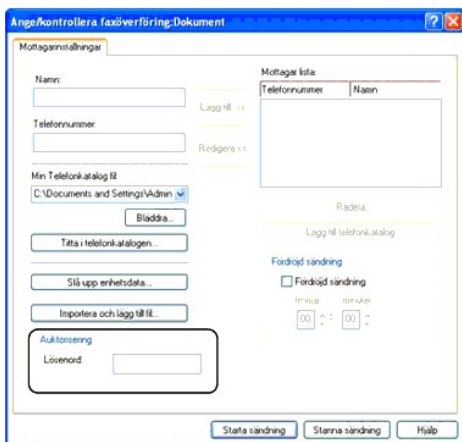 Ange/kontrollera faxöverföring:Dokument
Mottagarinställningar
Namn:
Telefonnummer:
Lägg till >>
Redigera <<
Min Telefonkatalog fil:
C:\Documents and Settings\Admin
Bläddra...
Titta i telefonkatalogen...
Slå upp enhetsdata...
Importera och lägg till fil...
Auktorisering
Lösenord:
Mottagar lista:
Telefonnummer Namn
Radera
Lägg till telefonkatalog
Fördröjd sändning
Fördröjd sändning
timmar minuter
00 : 00 :
Starta sändning Stanna sändning Hjälp